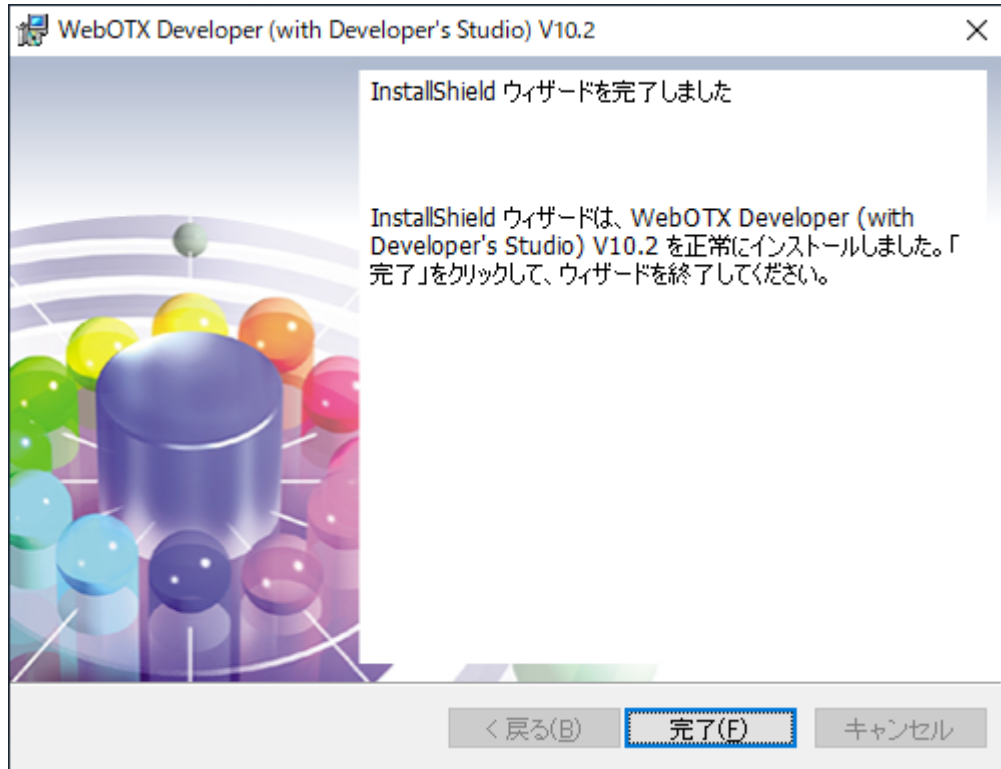 WebOTX Developer (with Developer's Studio) V10.2
InstallShield ウィザードを完了しました
InstallShield ウィザードは、WebOTX Developer (with
Developer's Studio) V10.2 を正常にインストールしました。「
完了」をクリックして、ウィザードを終了してください。
< 戻る(B)
完了(F)
キャンセル